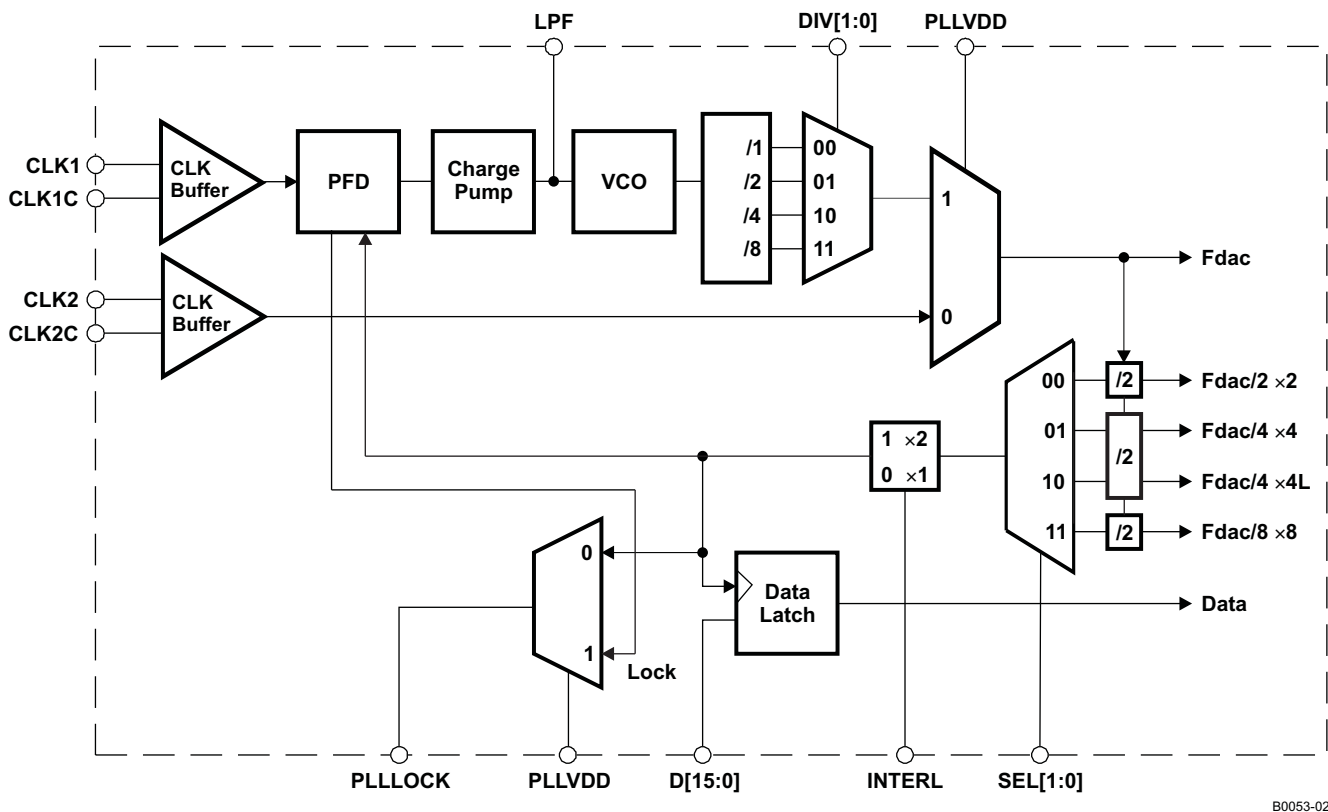 LPF
DIV[1:0]
PLLVDD
CLK1
CLK1C
CLK
Buffer
PFD
Charge
Pump
VCO
/1
/2
/4
/8
00
01
10
11
1
0
Fdac
CLK2
CLK2C
CLK
Buffer
00
01
10
11
/2
/2
/2
Fdac/2 ×2
Fdac/4 ×4
Fdac/4 ×4L
Fdac/8 ×8
1 ×2
0 ×1
0
1
Lock
Data
Latch
Data
PLLLOCK
PLLVDD
D[15:0]
INTERL
SEL[1:0]
B0053-02